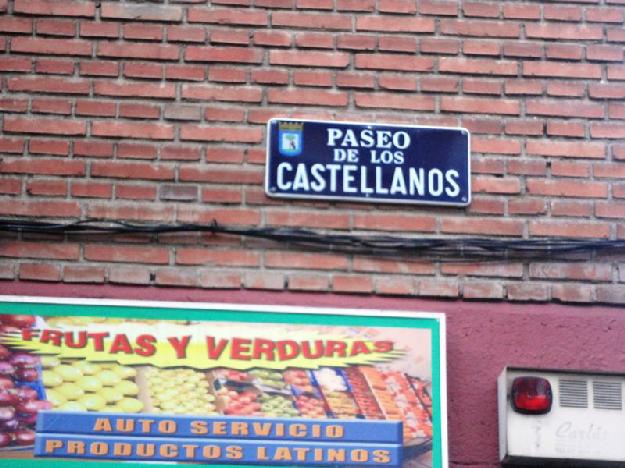 PASEO
DE LOS
CASTELLANOS
FRUTAS Y VERDURAS
AUTO SERVICIO
PRODUCTOS LATINOS